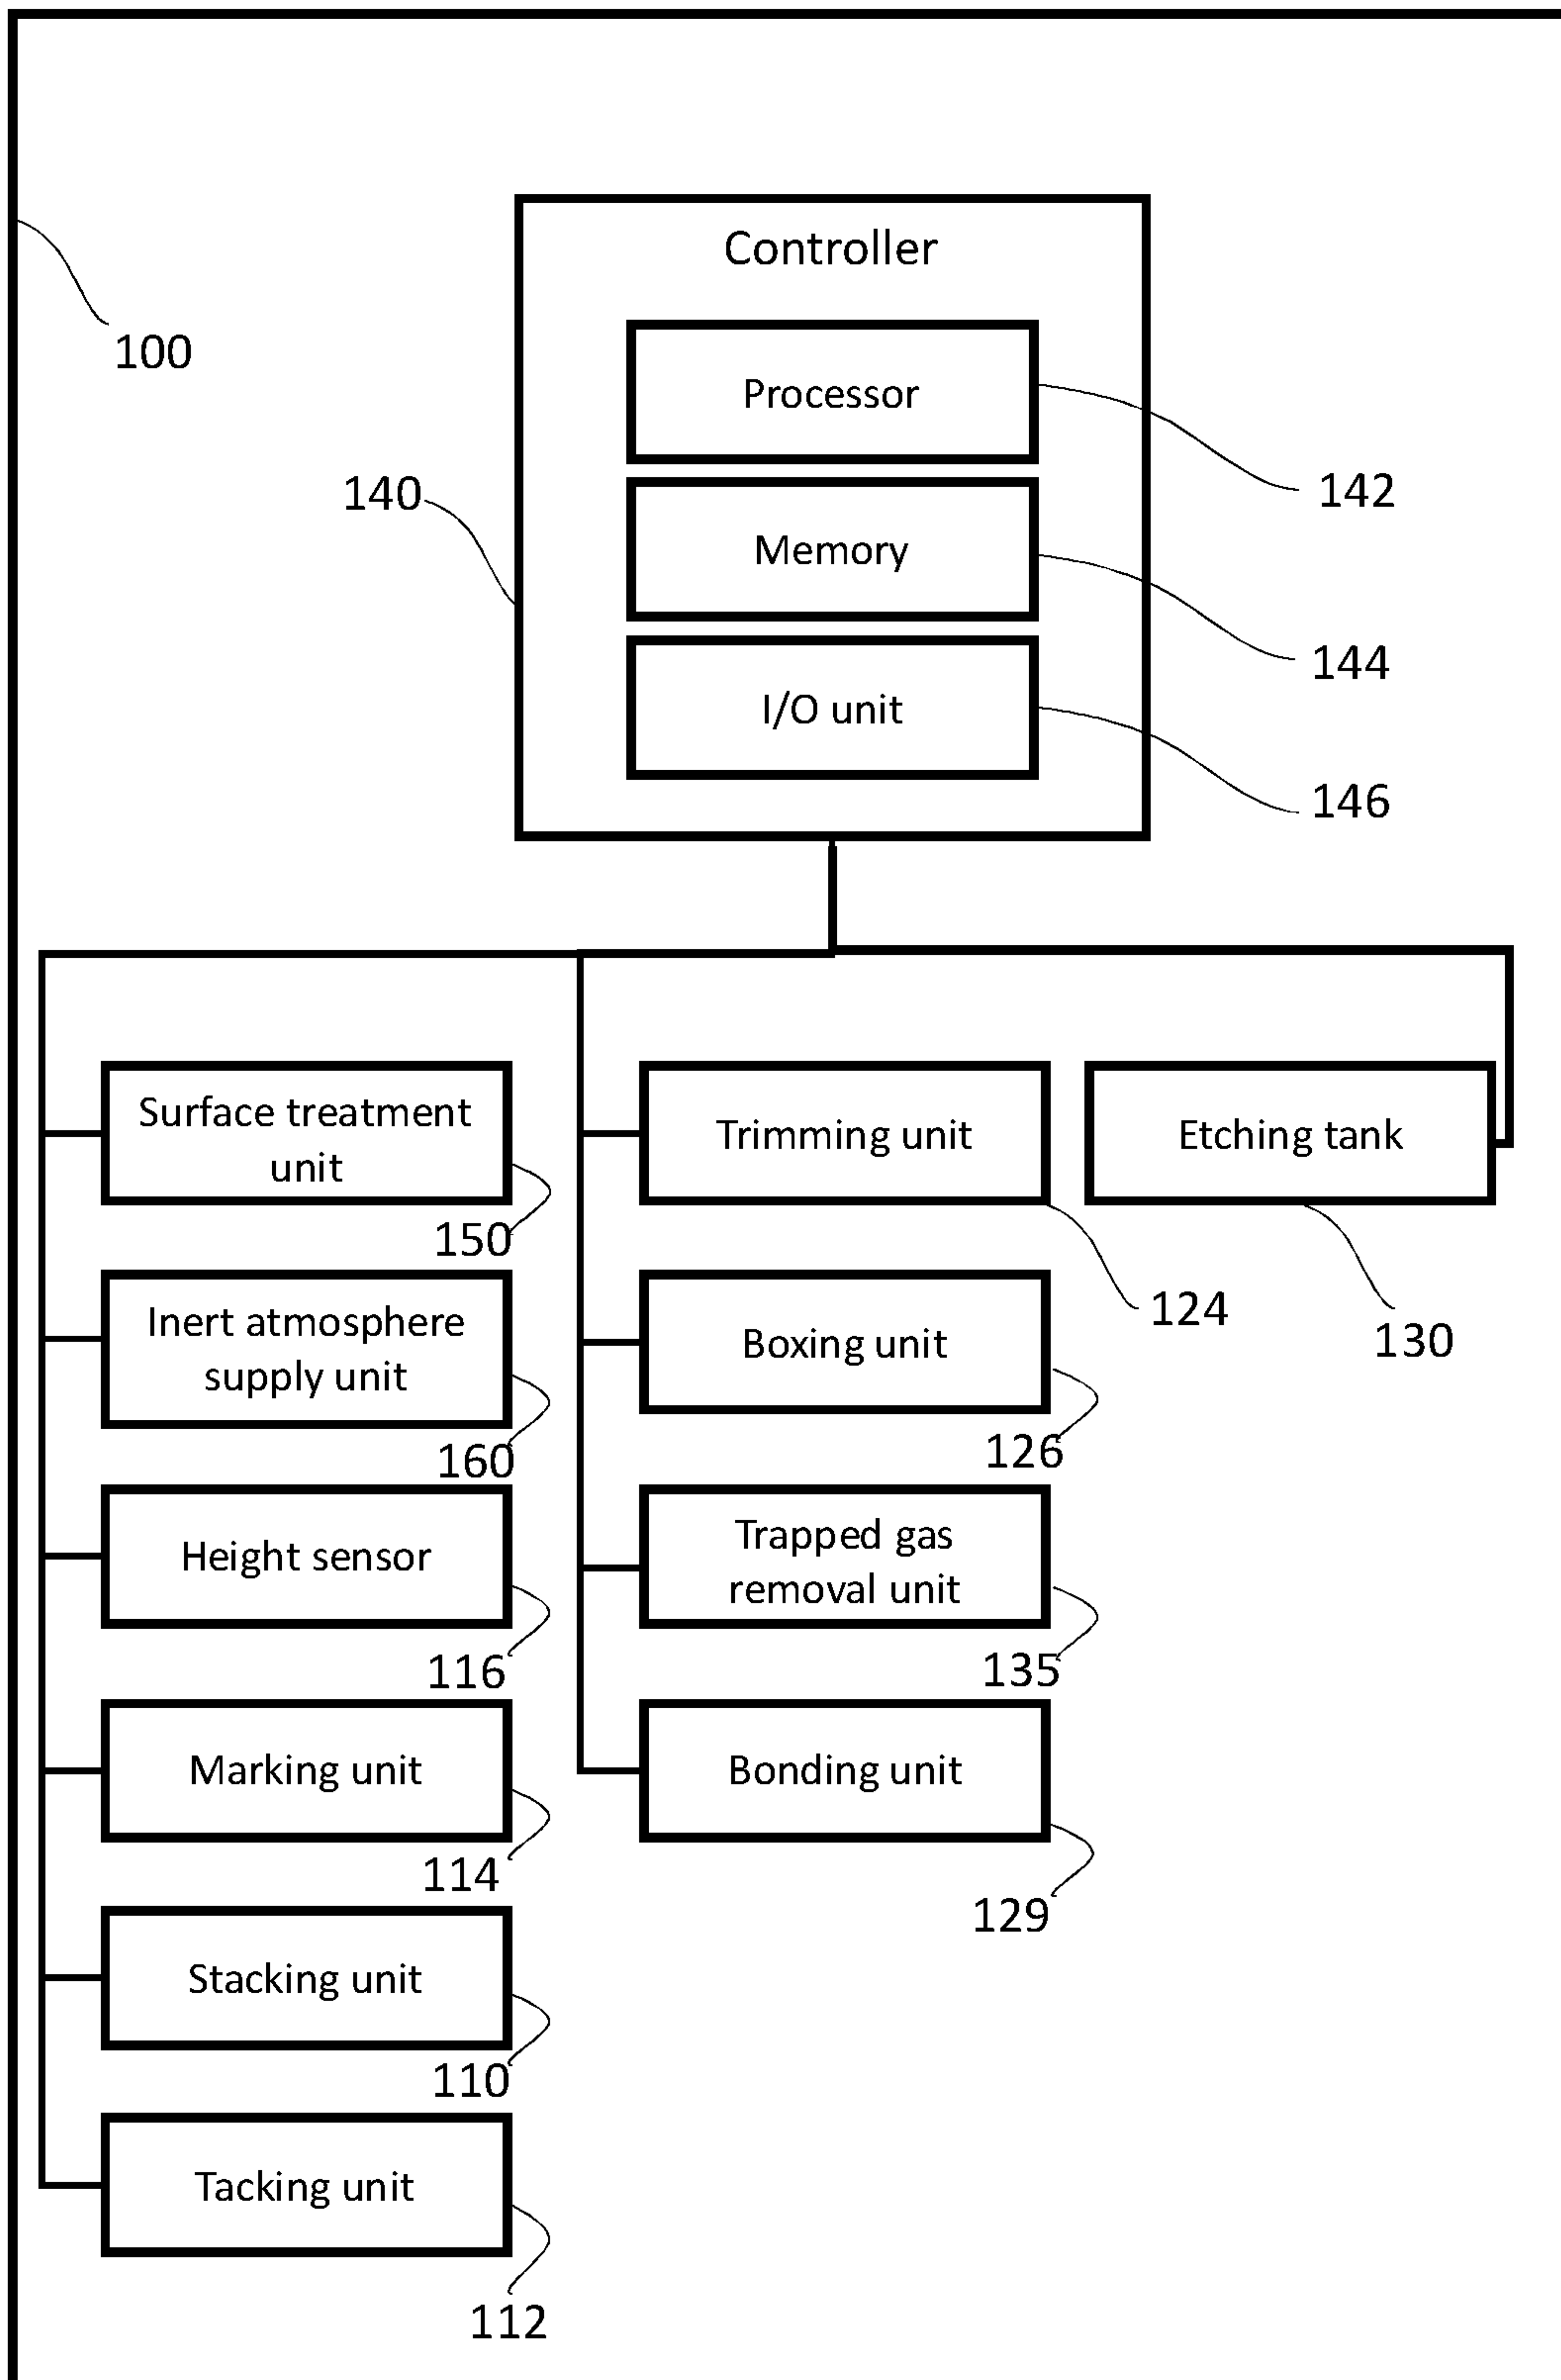 Controller
100
Processor
140
142
Memory
144
I/O unit
146
Surface treatment
unit
150
Trimming unit
124
Etching tank
130
Inert atmosphere
supply unit
160
Boxing unit
126
Height sensor
116
Trapped gas
removal unit
135
Marking unit
114
Bonding unit
129
Stacking unit
110
Tacking unit
112